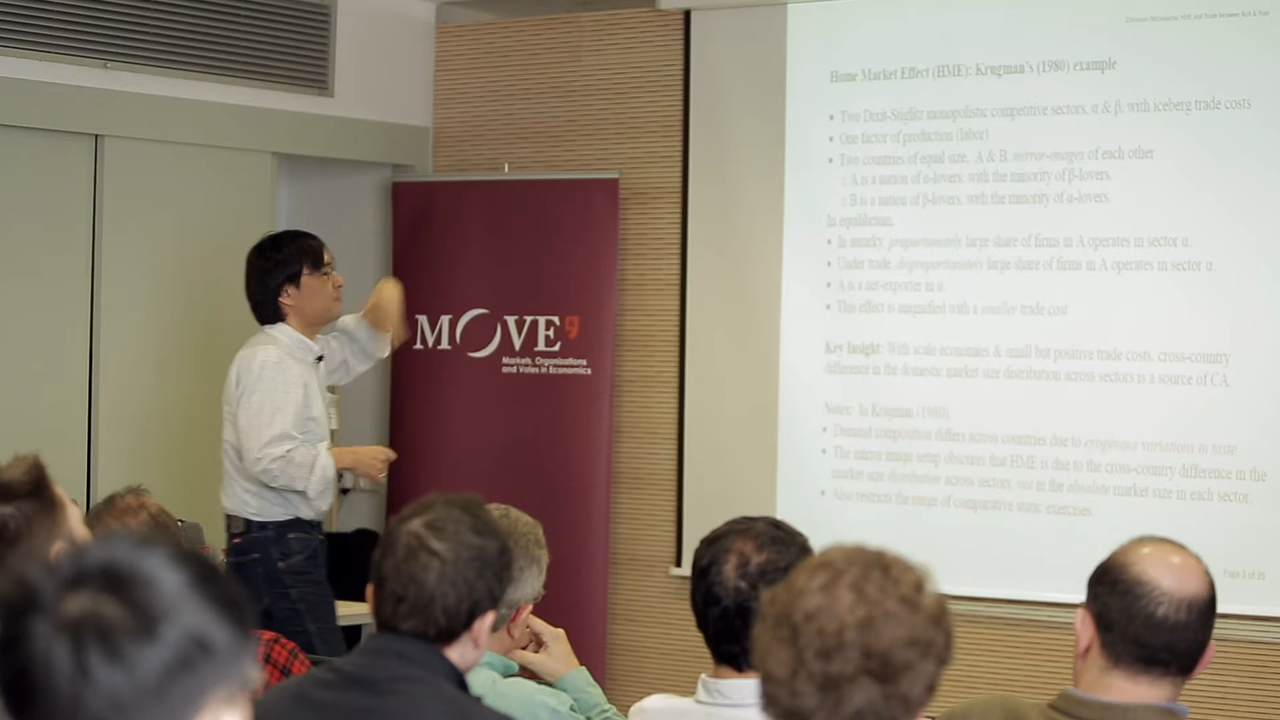 ©Kiminori Matsuyama, HME and Trade between Rich & Poor
Home Market Effect (HME): Krugman's (1980) example
• Two Dixit-Stiglitz monopolistic competitive sectors, α & β, with iceberg trade costs
• One factor of production (labor)
• Two countries of equal size, A & B, mirror-images of each other
○ A is a nation of α-lovers, with the minority of β-lovers.
○ B is a nation of β-lovers, with the minority of α-lovers.
In equilibrium,
• In autarky, proportionately large share of firms in A operates in sector α.
• Under trade, disproportionately large share of firms in A operates in sector α.
• A is a net-exporter in α.
• This effect is magnified with a smaller trade cost
Key Insight: With scale economies & small but positive trade costs, cross-country
difference in the domestic market size distribution across sectors is a source of CA.
Notes: In Krugman (1980),
• Demand composition differs across countries due to exogenous variations in taste
• The mirror image setup obscures that HME is due to the cross-country difference in the
market size distribution across sectors, not in the absolute market size in each sector.
• Also restricts the range of comparative static exercises.
MOVE
Markets, Organizations
and Votes in Economics